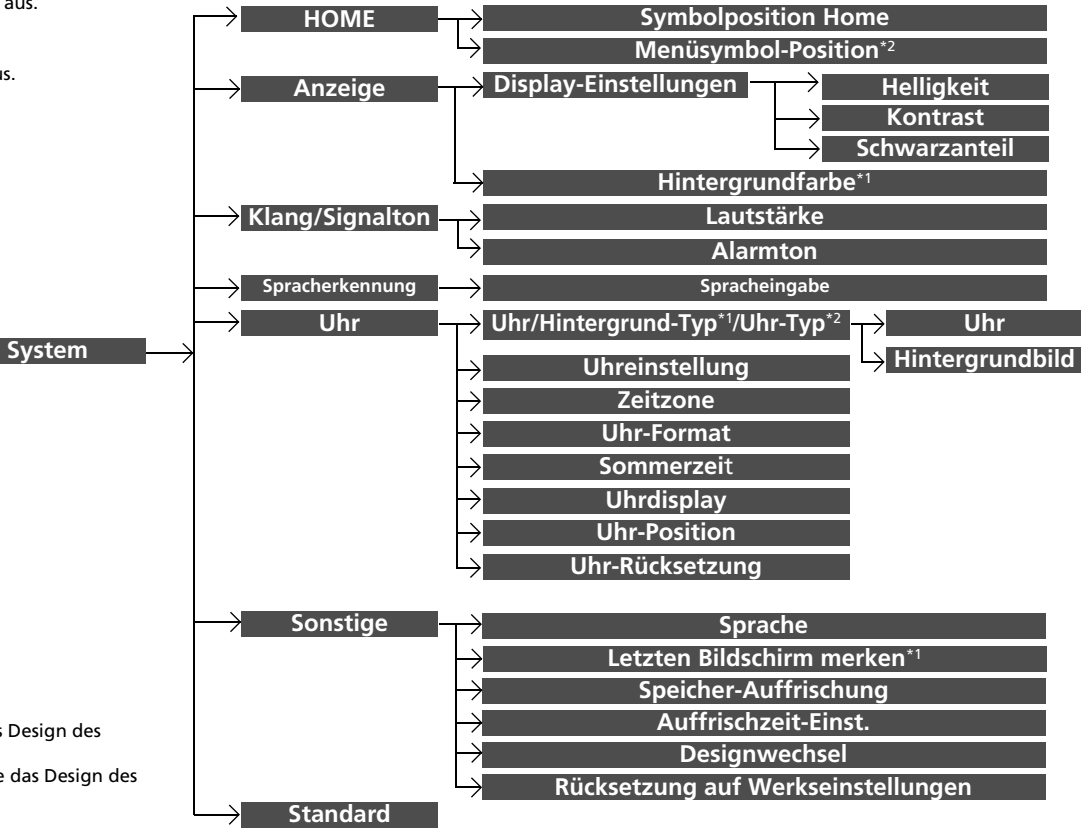 aus.
us.
HOME
Symbolposition Home
Menüsymbol-Position*2
Anzeige
Display-Einstellungen
Helligkeit
Kontrast
Schwarzanteil
Hintergrundfarbe*1
Klang/Signalton
Lautstärke
Alarmton
Spracherkennung
Spracheingabe
System
Uhr
Uhr/Hintergrund-Typ*1/Uhr-Typ*2
Uhr
Hintergrundbild
Uhreinstellung
Zeitzone
Uhr-Format
Sommerzeit
Uhrdisplay
Uhr-Position
Uhr-Rücksetzung
Sonstige
Sprache
Letzten Bildschirm merken*1
Speicher-Auffrischung
Auffrischzeit-Einst.
Designwechsel
Rücksetzung auf Werkseinstellungen
Standard
s Design des
e das Design des